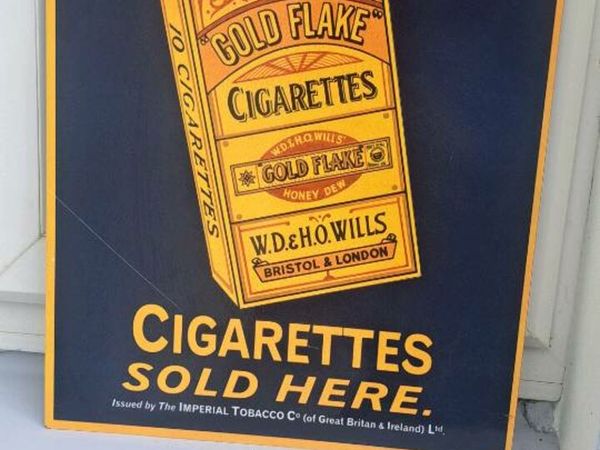 "GOLD FLAKE"
CIGARETTES
10 CIGARETTES
W.D.& H.O. WILLS'
GOLD FLAKE
HONEY DEW
W.D.& H.O. WILLS
BRISTOL & LONDON
CIGARETTES
SOLD HERE.
Issued by The IMPERIAL TOBACCO Co (of Great Britan & Ireland) Ltd.